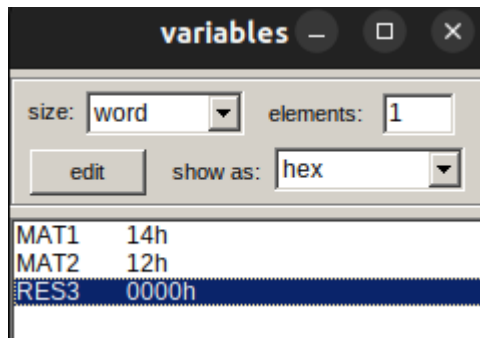 variables
size: word elements: 1
edit show as: hex
MAT1 14h
MAT2 12h
RES3 0000h